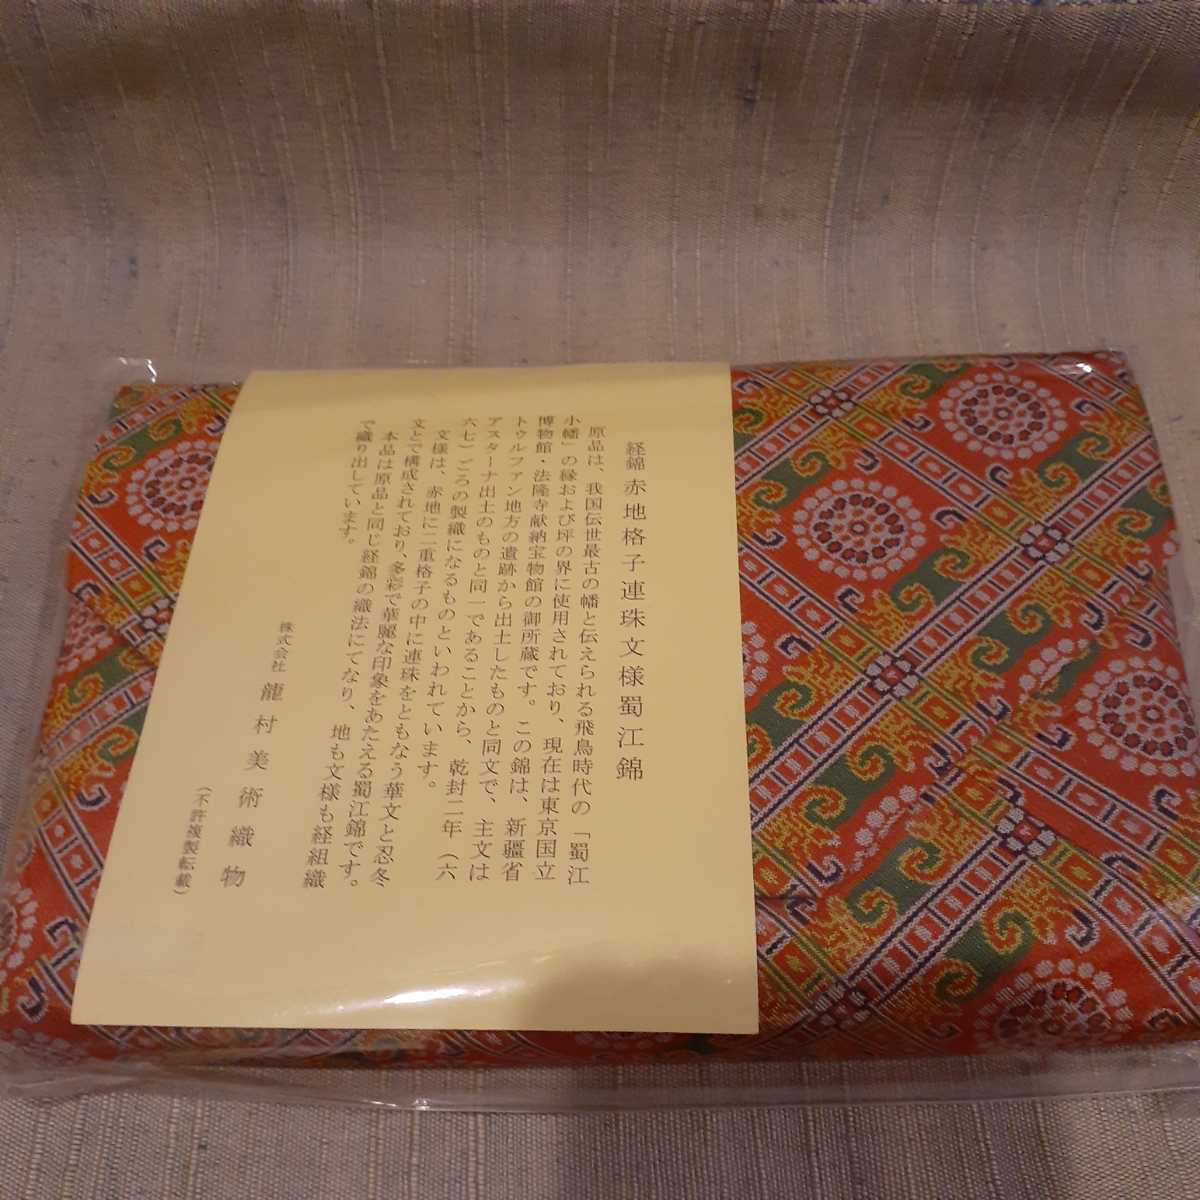 経錦 赤地格子連珠文様蜀江錦
原品は、我国伝世最古の幡と伝えられる飛鳥時代の「蜀江
小幡」の縁および坪の界に使用されており、現在は東京国立
博物館・法隆寺献納宝物館の御所蔵です。この錦は、新疆省
トゥルファン地方の遺跡から出土したものと同文で、主文は
アスターナ出土のものと同一であることから、乾封二年（六
六七）ごろの製織になるものといわれています。
文様は、赤地に二重格子の中に連珠をともなう華文と忍冬
文とで構成されており、多彩で華麗な印象をあたえる蜀江錦です。
本品は原品と同じ経錦の織法にてなり、地も文様も経組織
で織り出しています。
株式会社 龍村美術織物
（不許複製転載）